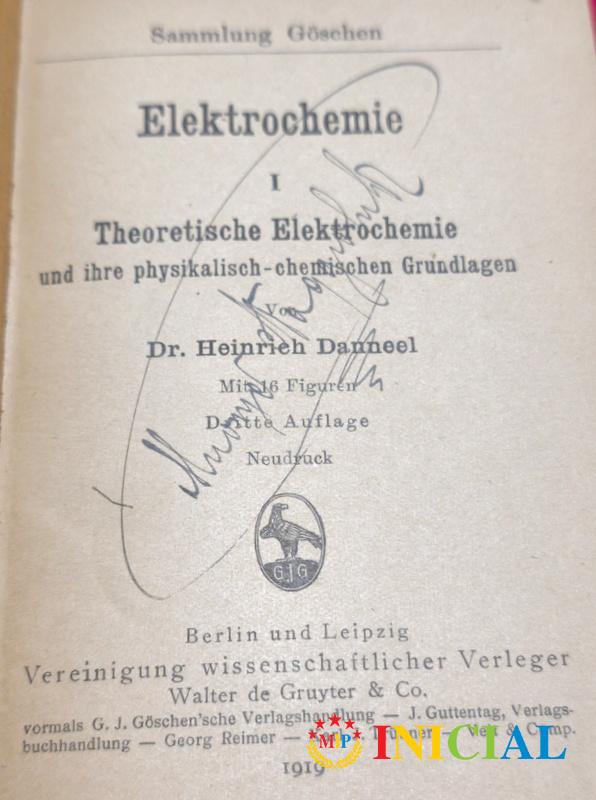 Sammlung Göschen
Elektrochemie
I
Theoretische Elektrochemie
und ihre physikalisch-chemischen Grundlagen
Von
Dr. Heinrich Danneel
Mit 16 Figuren
Dritte Auflage
Neudruck
GJG
Berlin und Leipzig
Vereinigung wissenschaftlicher Verleger
Walter de Gruyter & Co.
vormals G. J. Göschen'sche Verlagshandlung — J. Guttentag, Verlags-
buchhandlung — Georg Reimer — Trübner — Veit & Comp.
MP INICIAL
1919